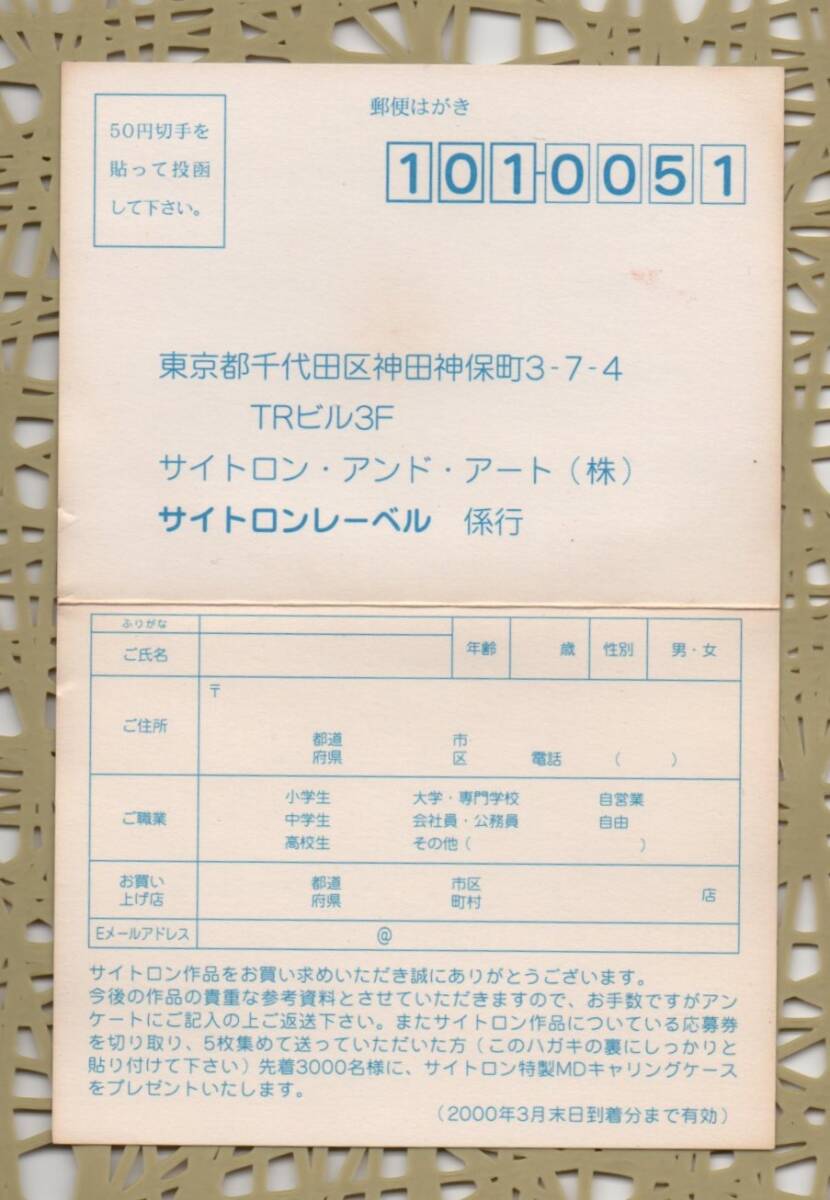 郵便はがき
50円切手を
貼って投函
して下さい。
101-0051
東京都千代田区神田神保町3-7-4
TRビル3F
サイトロン・アンド・アート(株)
サイトロンレーベル 係行
ふりがな
ご氏名
年齢 歳 性別 男・女
ご住所
〒
都道 市
府県 区 電話 ( )
ご職業
小学生 大学・専門学校 自営業
中学生 会社員・公務員 自由
高校生 その他( )
お買い 都道 市区
上げ店 府県 町村 店
Eメールアドレス @
サイトロン作品をお買い求めいただき誠にありがとうございます。
今後の作品の貴重な参考資料とさせていただきますので、お手数ですがアン
ケートにご記入の上ご返送下さい。またサイトロン作品についている応募券
を切り取り、5枚集めて送っていただいた方(このハガキの裏にしっかりと
貼り付けて下さい)先着3000名様に、サイトロン特製MDキャリングケース
をプレゼントいたします。
(2000年3月末日到着分まで有効)